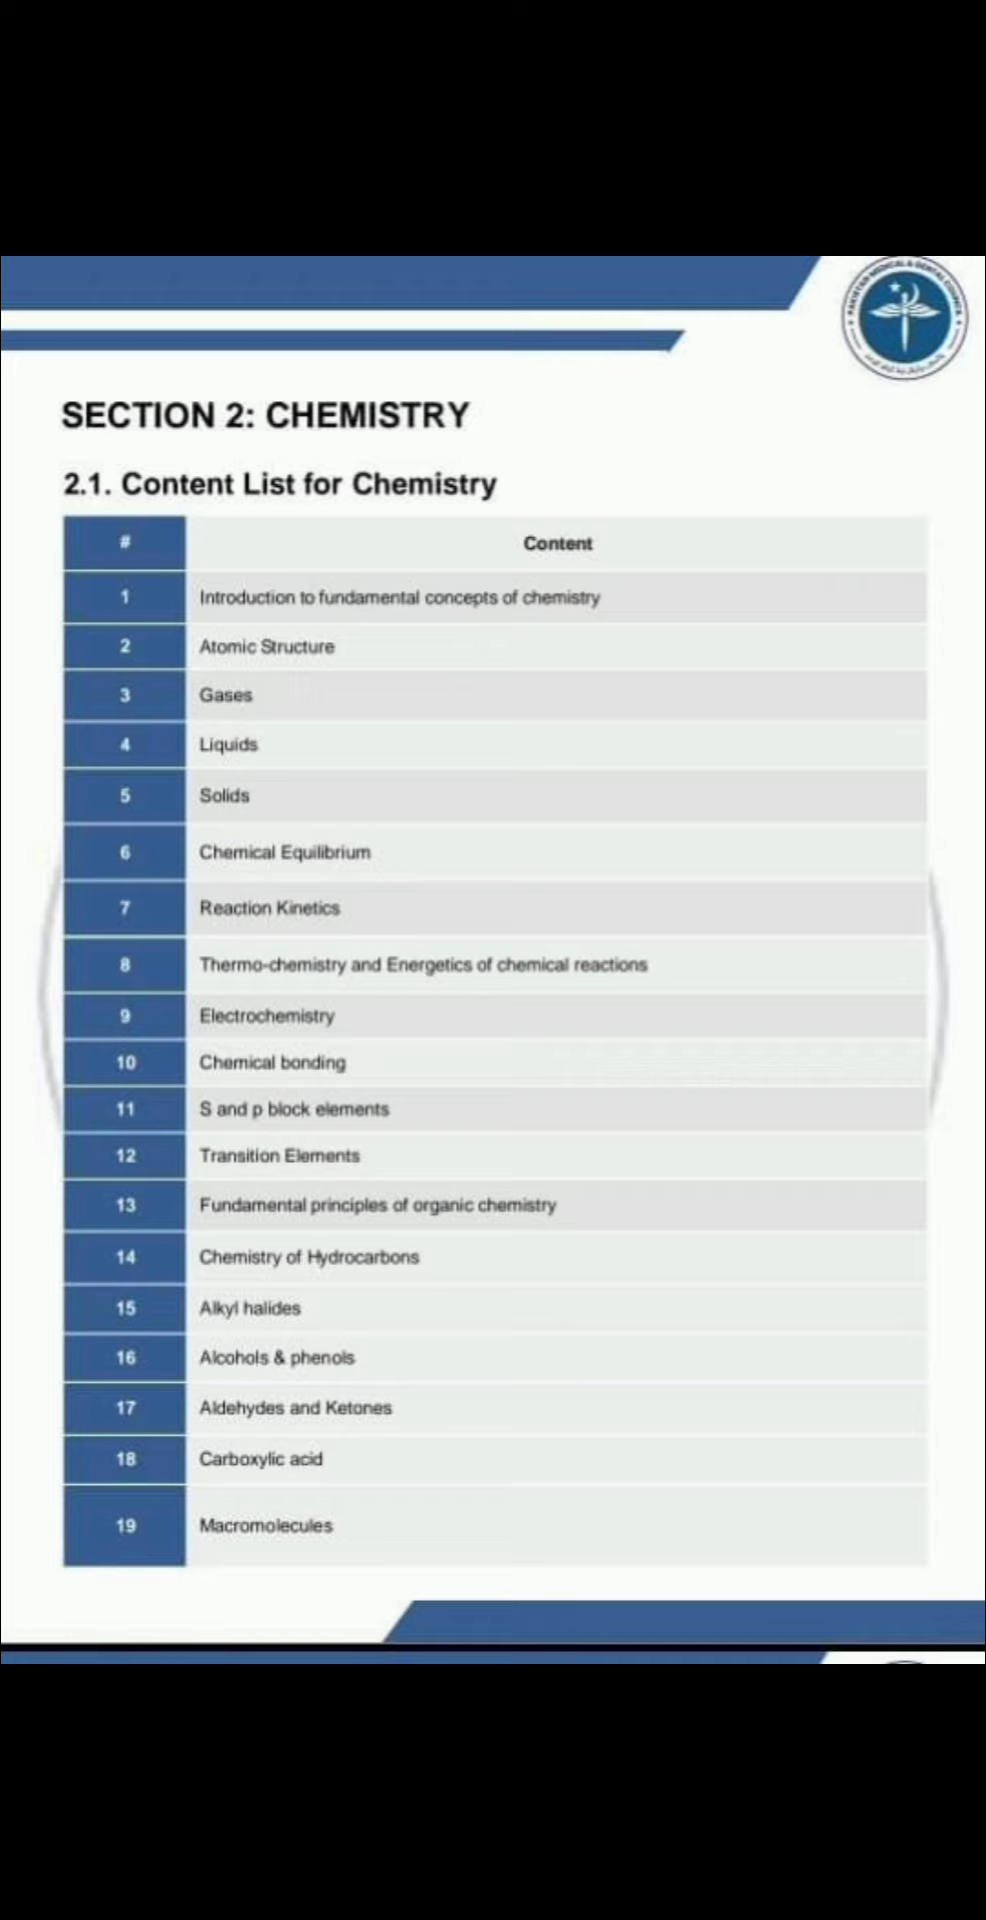 PAKISTAN MEDICAL & DENTAL COUNCIL
SECTION 2: CHEMISTRY
2.1. Content List for Chemistry
# Content
1 Introduction to fundamental concepts of chemistry
2 Atomic Structure
3 Gases
4 Liquids
5 Solids
6 Chemical Equilibrium
7 Reaction Kinetics
8 Thermo-chemistry and Energetics of chemical reactions
9 Electrochemistry
10 Chemical bonding
11 S and p block elements
12 Transition Elements
13 Fundamental principles of organic chemistry
14 Chemistry of Hydrocarbons
15 Alkyl halides
16 Alcohols & phenols
17 Aldehydes and Ketones
18 Carboxylic acid
19 Macromolecules